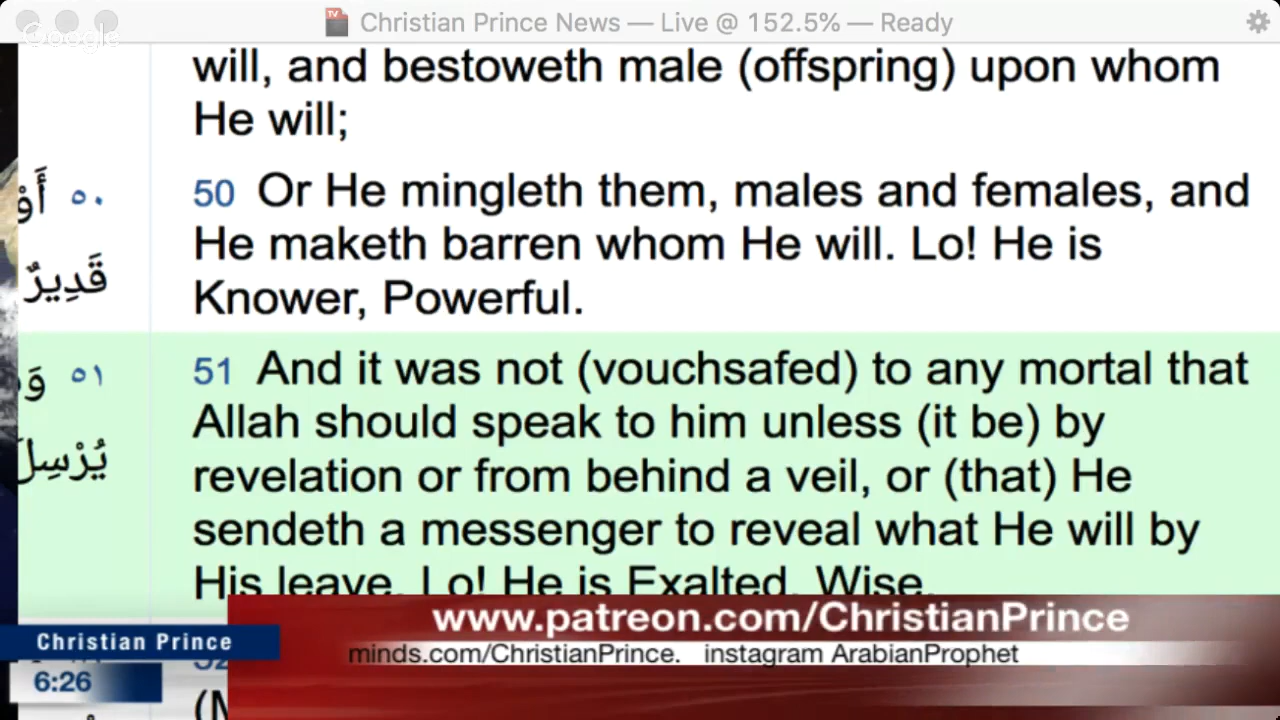 Christian Prince News — Live @ 152.5% — Ready
Google
will, and bestoweth male (offspring) upon whom
He will;
أَوْ ٥٠
50 Or He mingleth them, males and females, and
He maketh barren whom He will. Lo! He is
قَدِيرٌ
Knower, Powerful.
٥١
51 And it was not (vouchsafed) to any mortal that
Allah should speak to him unless (it be) by
revelation or from behind a veil, or (that) He
sendeth a messenger to reveal what He will by
His leave. Lo! He is Exalted, Wise.
www.patreon.com/ChristianPrince
Christian Prince
minds.com/ChristianPrince. instagram ArabianProphet
6:26